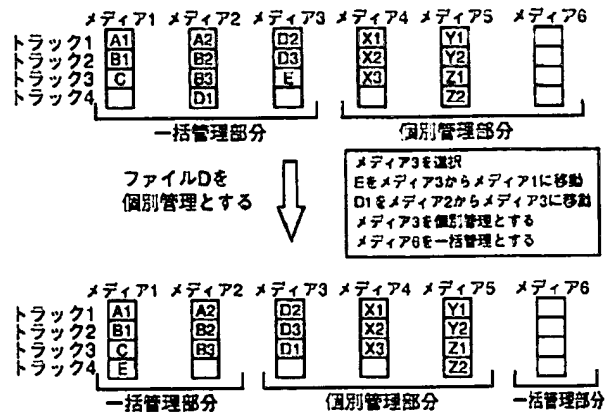 メディア1 メディア2 メディア3 メディア4 メディア5 メディア6
トラック1 A1 A2 D2 X1 Y1
トラック2 B1 B2 D3 X2 Y2
トラック3 C B3 E X3 Z1
トラック4 D1 Z2
一括管理部分 個別管理部分
ファイルDを
個別管理とする
メディア3を選択
EをメディA3からメディア1に移動
D1をメディア2からメディア3に移動
メディア3を個別管理とする
メディア6を一括管理とする
メディア1 メディア2 メディア3 メディア4 メディア5 メディア6
トラック1 A1 A2 D2 X1 Y1
トラック2 B1 B2 D3 X2 Y2
トラック3 C B3 D1 X3 Z1
トラック4 E Z2
一括管理部分 個別管理部分 一括管理部分